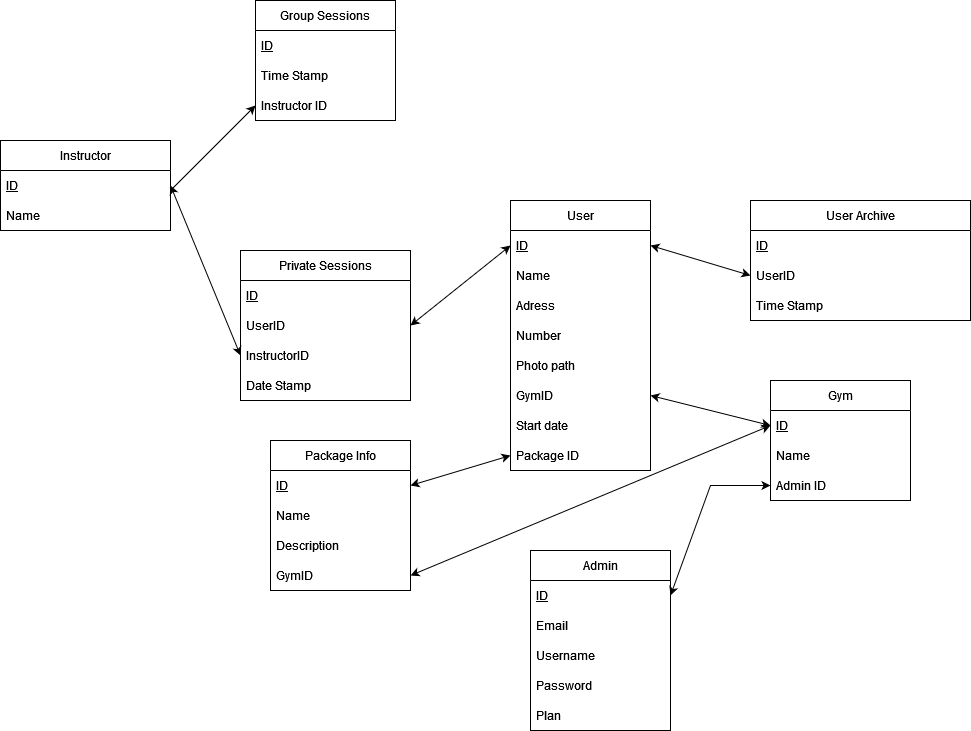 Group Sessions
ID
Time Stamp
Instructor ID
Instructor
ID
Name
Private Sessions
ID
UserID
InstructorID
Date Stamp
User
ID
Name
Adress
Number
Photo path
GymID
Start date
Package ID
User Archive
ID
UserID
Time Stamp
Gym
ID
Name
Admin ID
Package Info
ID
Name
Description
GymID
Admin
ID
Email
Username
Password
Plan